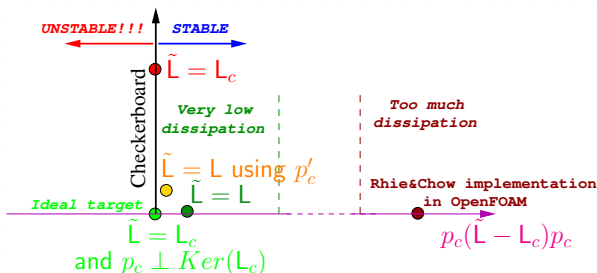 UNSTABLE!!! STABLE
L̃ = L_c
Checkerboard
Very low
dissipation
Too much
dissipation
L̃ = L using p'_c
L̃ = L
Rhie&Chow implementation
in OpenFOAM
Ideal target
L̃ = L_c
and p_c ⊥ Ker(L_c)
p_c(L̃ − L_c)p_c